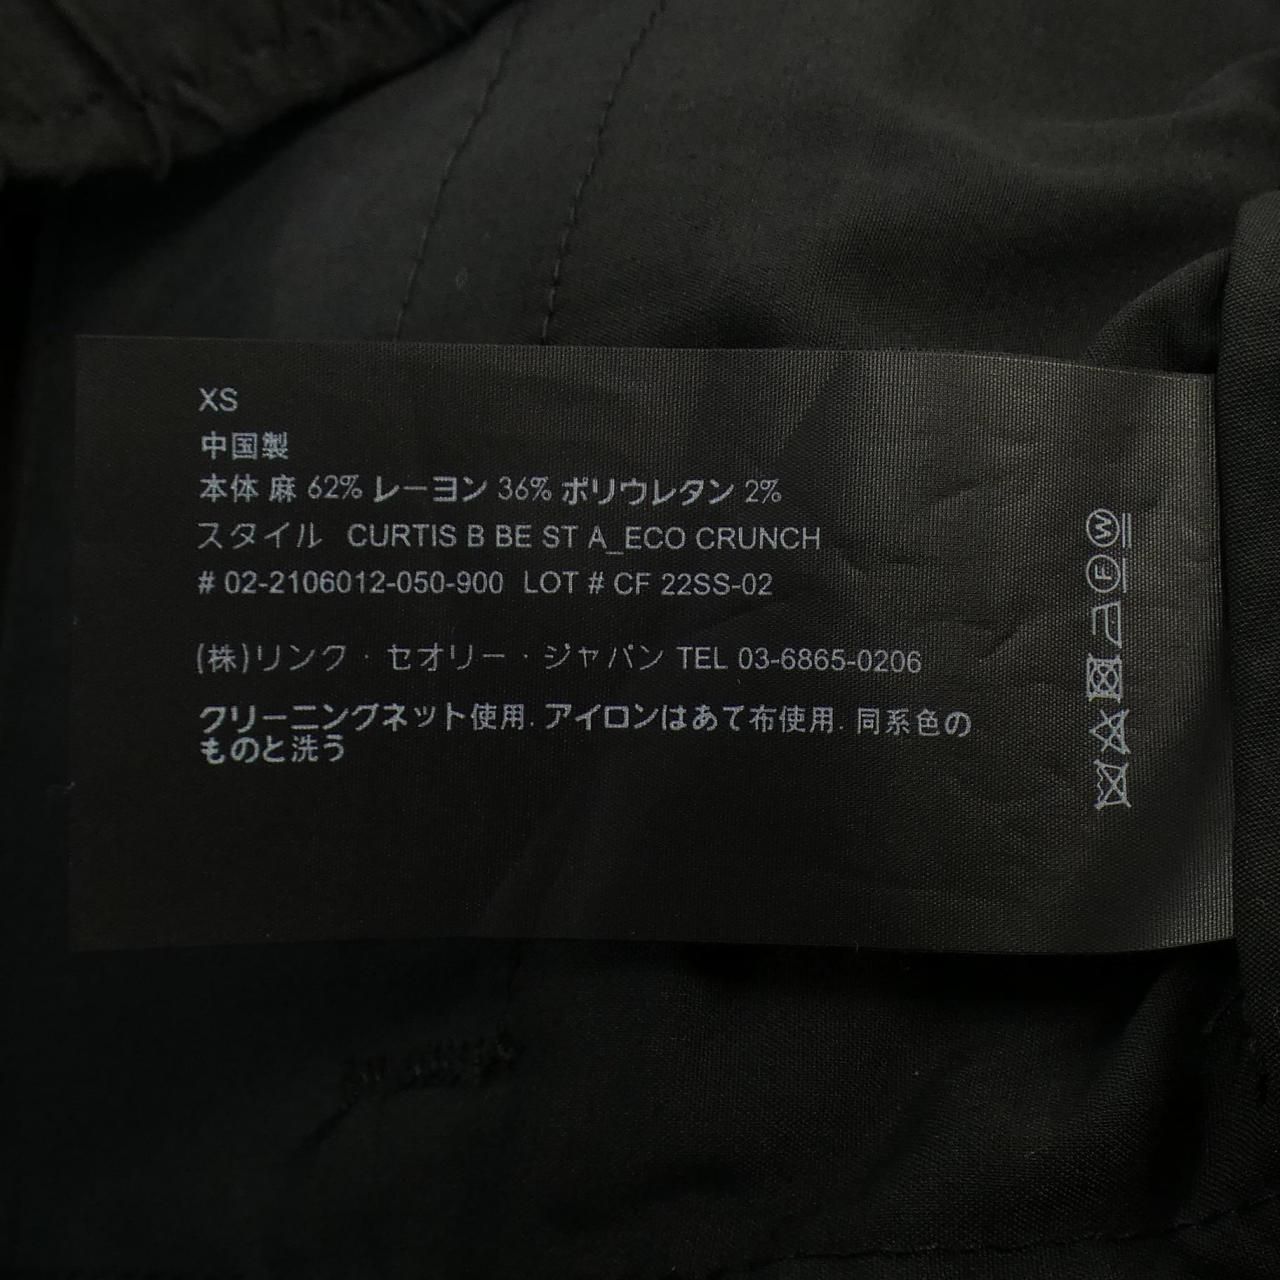 XS
中国製
本体 麻 62% レーヨン 36% ポリウレタン 2%
スタイル CURTIS B BE ST A_ECO CRUNCH
# 02-2106012-050-900 LOT # CF 22SS-02
(株)リンク・セオリー・ジャパン TEL 03-6865-0206
クリーニングネット使用. アイロンはあて布使用. 同系色の
ものと洗う
W
F